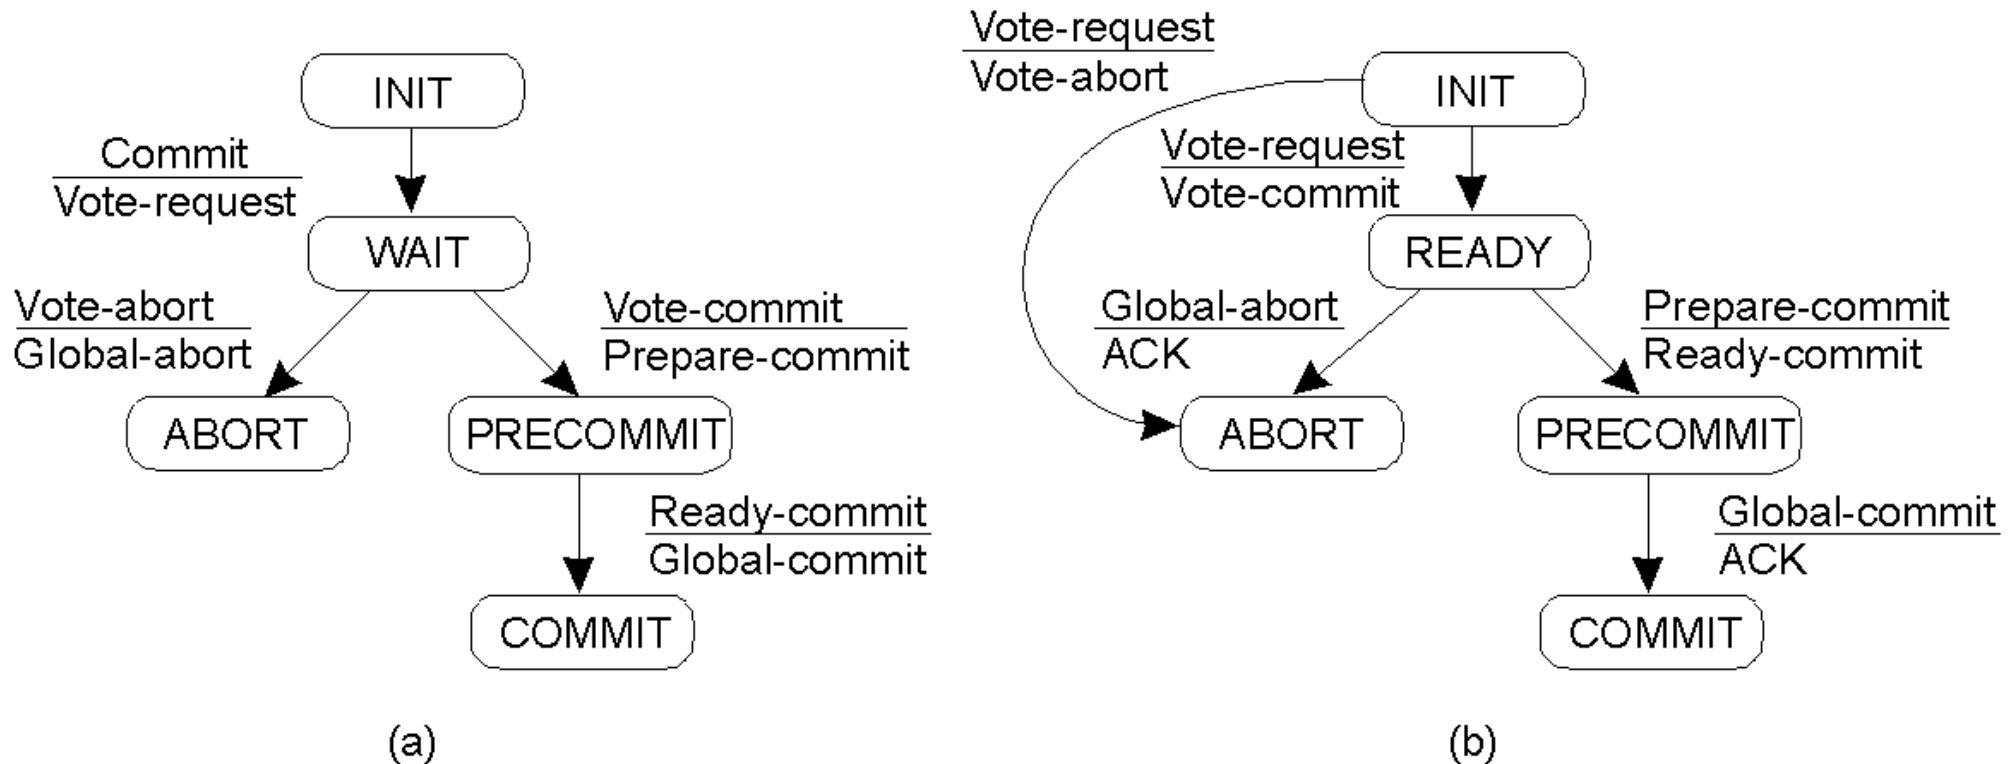 INIT
Commit
Vote-request
WAIT
Vote-abort
Global-abort
Vote-commit
Prepare-commit
ABORT
PRECOMMIT
Ready-commit
Global-commit
COMMIT
(a)
Vote-request
Vote-abort
INIT
Vote-request
Vote-commit
READY
Global-abort
ACK
Prepare-commit
Ready-commit
ABORT
PRECOMMIT
Global-commit
ACK
COMMIT
(b)